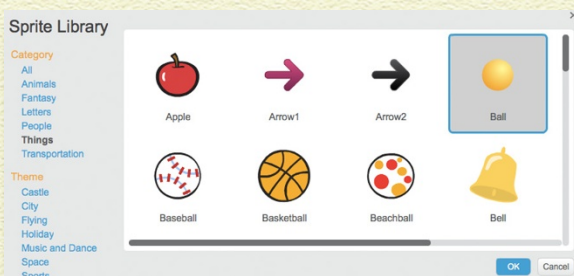 Sprite Library
Category
All
Animals
Fantasy
Letters
People
Things
Transportation
Theme
Castle
City
Flying
Holiday
Music and Dance
Space
Sports
Apple
Arrow1
Arrow2
Ball
Baseball
Basketball
Beachball
Bell
OK
Cancel